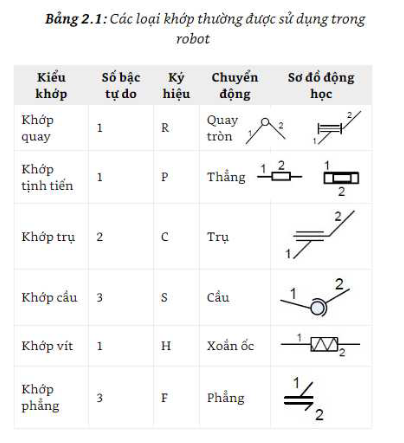 Bảng 2.1: Các loại khớp thường được sử dụng trong
robot
Kiểu khớp Số bậc tự do Ký hiệu Chuyển động Sơ đồ động học
Khớp quay 1 R Quay tròn 1 2 1 2
Khớp tịnh tiến 1 P Thẳng 1 2 1 2
Khớp trụ 2 C Trụ 1 2
Khớp cầu 3 S Cầu 1 2
Khớp vít 1 H Xoắn ốc 1 2
Khớp phẳng 3 F Phẳng 1 2